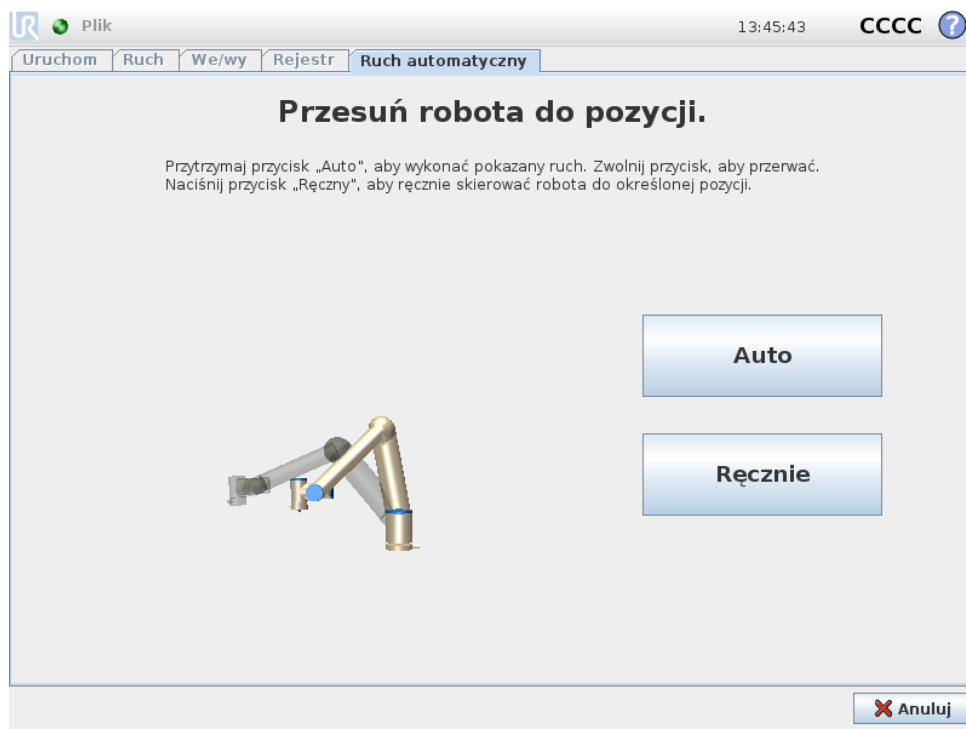 UR Plik 13:45:43 CCCC ?
Uruchom Ruch We/wy Rejestr Ruch automatyczny
Przesuń robota do pozycji.
Przytrzymaj przycisk „Auto", aby wykonać pokazany ruch. Zwolnij przycisk, aby przerwać.
Naciśnij przycisk „Ręczny", aby ręcznie skierować robota do określonej pozycji.
Auto
Ręcznie
Anuluj